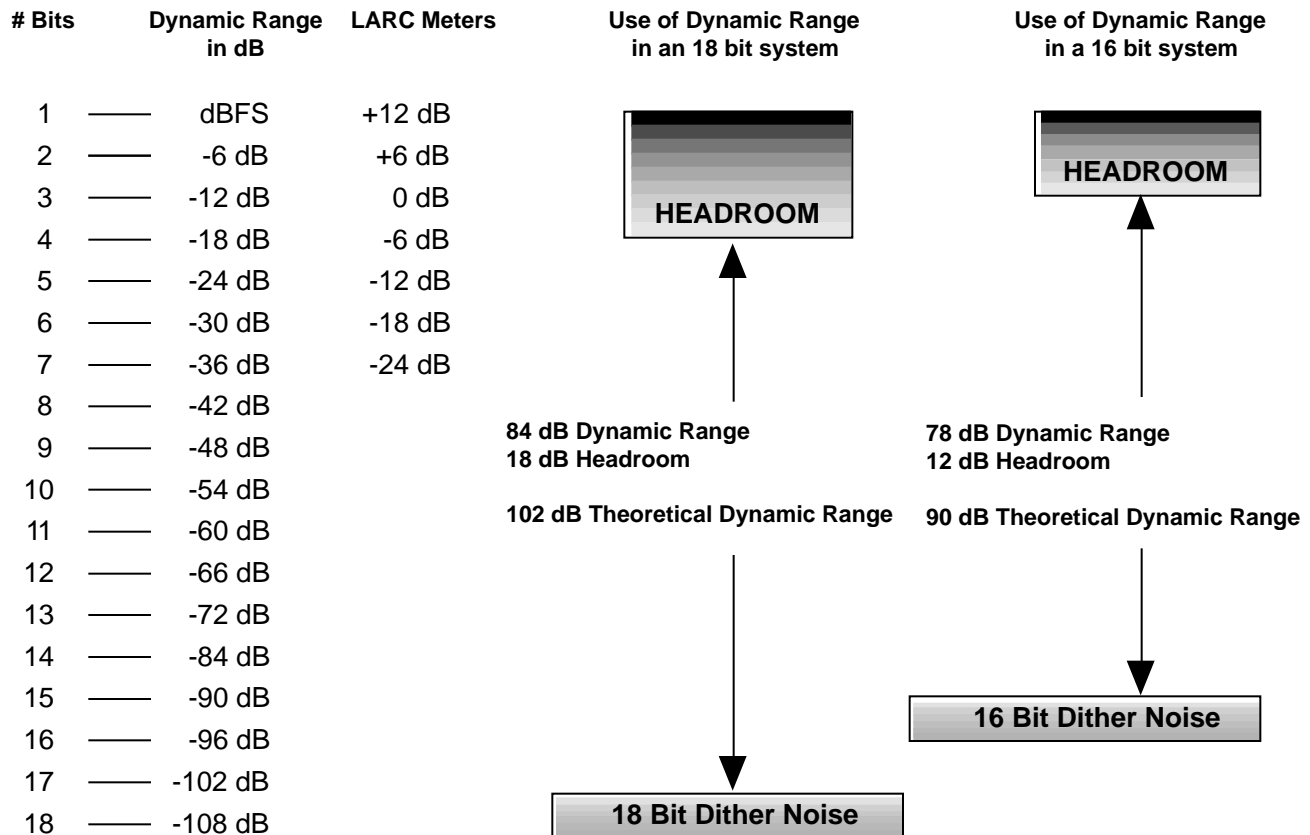 # Bits Dynamic Range LARC Meters Use of Dynamic Range Use of Dynamic Range
in dB in an 18 bit system in a 16 bit system
1 dBFS +12 dB
2 -6 dB +6 dB
3 -12 dB 0 dB
HEADROOM
4 -18 dB -6 dB
HEADROOM
5 -24 dB -12 dB
6 -30 dB -18 dB
7 -36 dB -24 dB
8 -42 dB
9 -48 dB
84 dB Dynamic Range 78 dB Dynamic Range
18 dB Headroom 12 dB Headroom
10 -54 dB
102 dB Theoretical Dynamic Range 90 dB Theoretical Dynamic Range
11 -60 dB
12 -66 dB
13 -72 dB
14 -84 dB
15 -90 dB
16 Bit Dither Noise
16 -96 dB
17 -102 dB
18 -108 dB
18 Bit Dither Noise